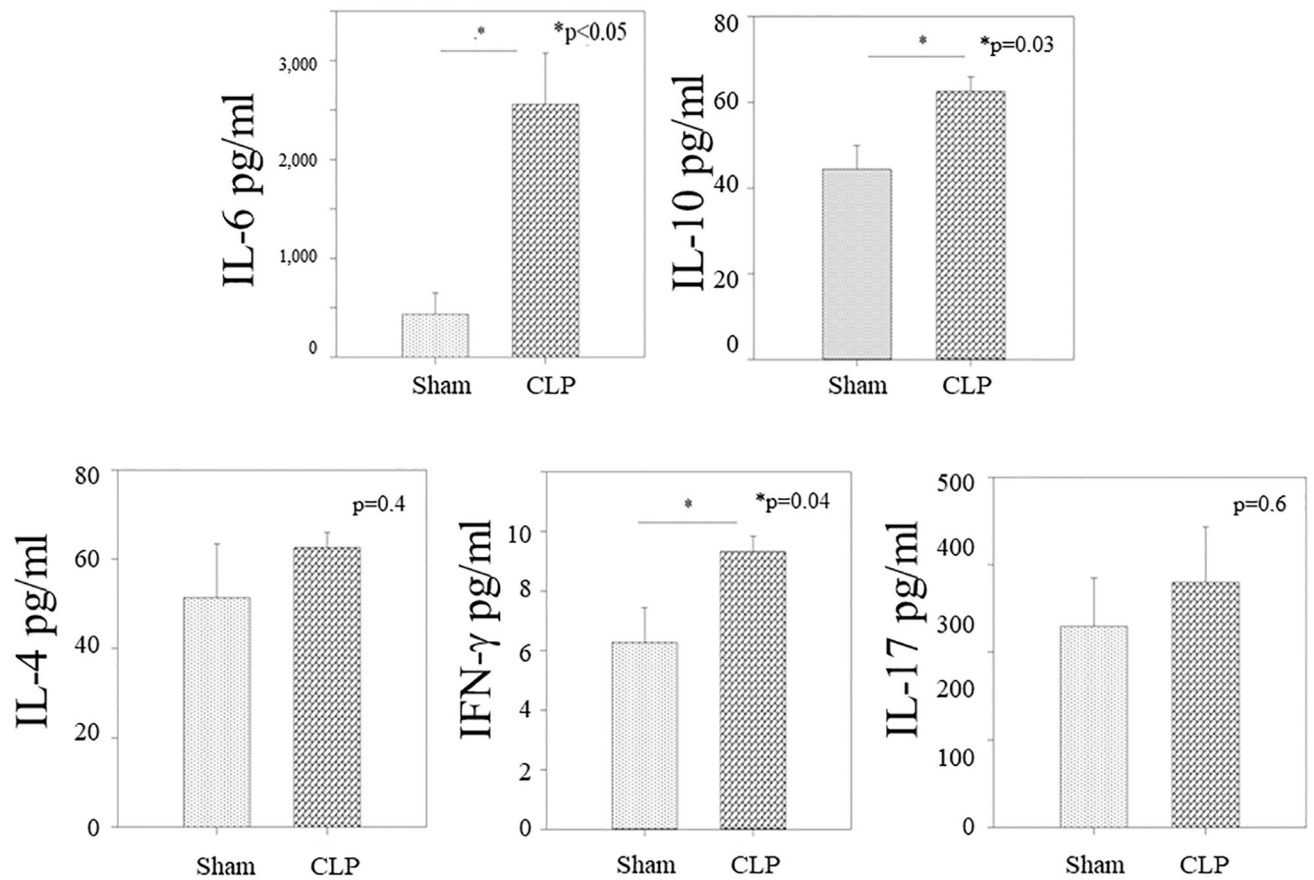 *
*p<0.05
3,000
2,000
1,000
0
IL-6 pg/ml
Sham
CLP
*
*p=0.03
80
60
40
20
0
IL-10 pg/ml
Sham
CLP
p=0.4
80
60
40
20
0
IL-4 pg/ml
Sham
CLP
*
*p=0.04
10
8
6
4
2
0
IFN-γ pg/ml
Sham
CLP
p=0.6
500
400
300
200
100
0
IL-17 pg/ml
Sham
CLP